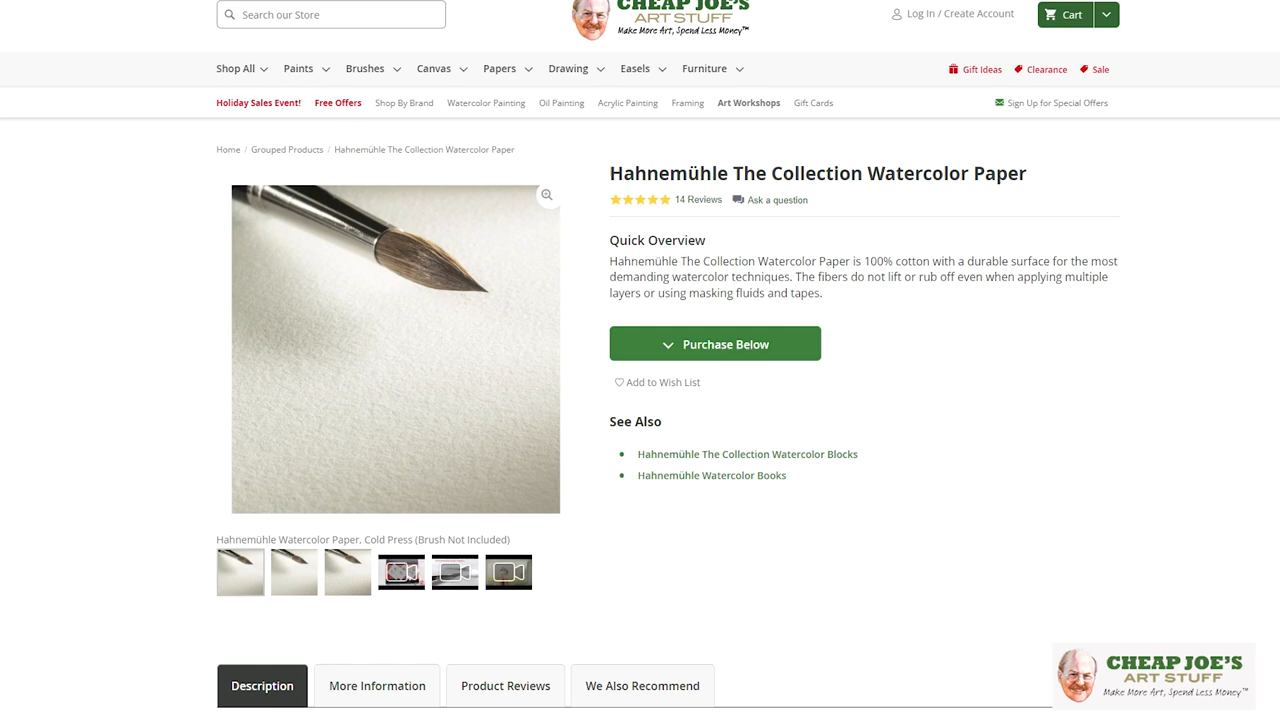 Search our Store
CHEAP JOE'S
ART STUFF
Make More Art, Spend Less Money™
Log In / Create Account
Cart
Shop All
Paints
Brushes
Canvas
Papers
Drawing
Easels
Furniture
Gift Ideas
Clearance
Sale
Holiday Sales Event!
Free Offers
Shop By Brand
Watercolor Painting
Oil Painting
Acrylic Painting
Framing
Art Workshops
Gift Cards
Sign Up for Special Offers
Home / Grouped Products / Hahnemühle The Collection Watercolor Paper
Hahnemühle The Collection Watercolor Paper
14 Reviews
Ask a question
Quick Overview
Hahnemühle The Collection Watercolor Paper is 100% cotton with a durable surface for the most
demanding watercolor techniques. The fibers do not lift or rub off even when applying multiple
layers or using masking fluids and tapes.
Purchase Below
Add to Wish List
See Also
Hahnemühle The Collection Watercolor Blocks
Hahnemühle Watercolor Books
Hahnemühle Watercolor Paper, Cold Press (Brush Not Included)
Description
More Information
Product Reviews
We Also Recommend
CHEAP JOE'S
ART STUFF
Make More Art, Spend Less Money™